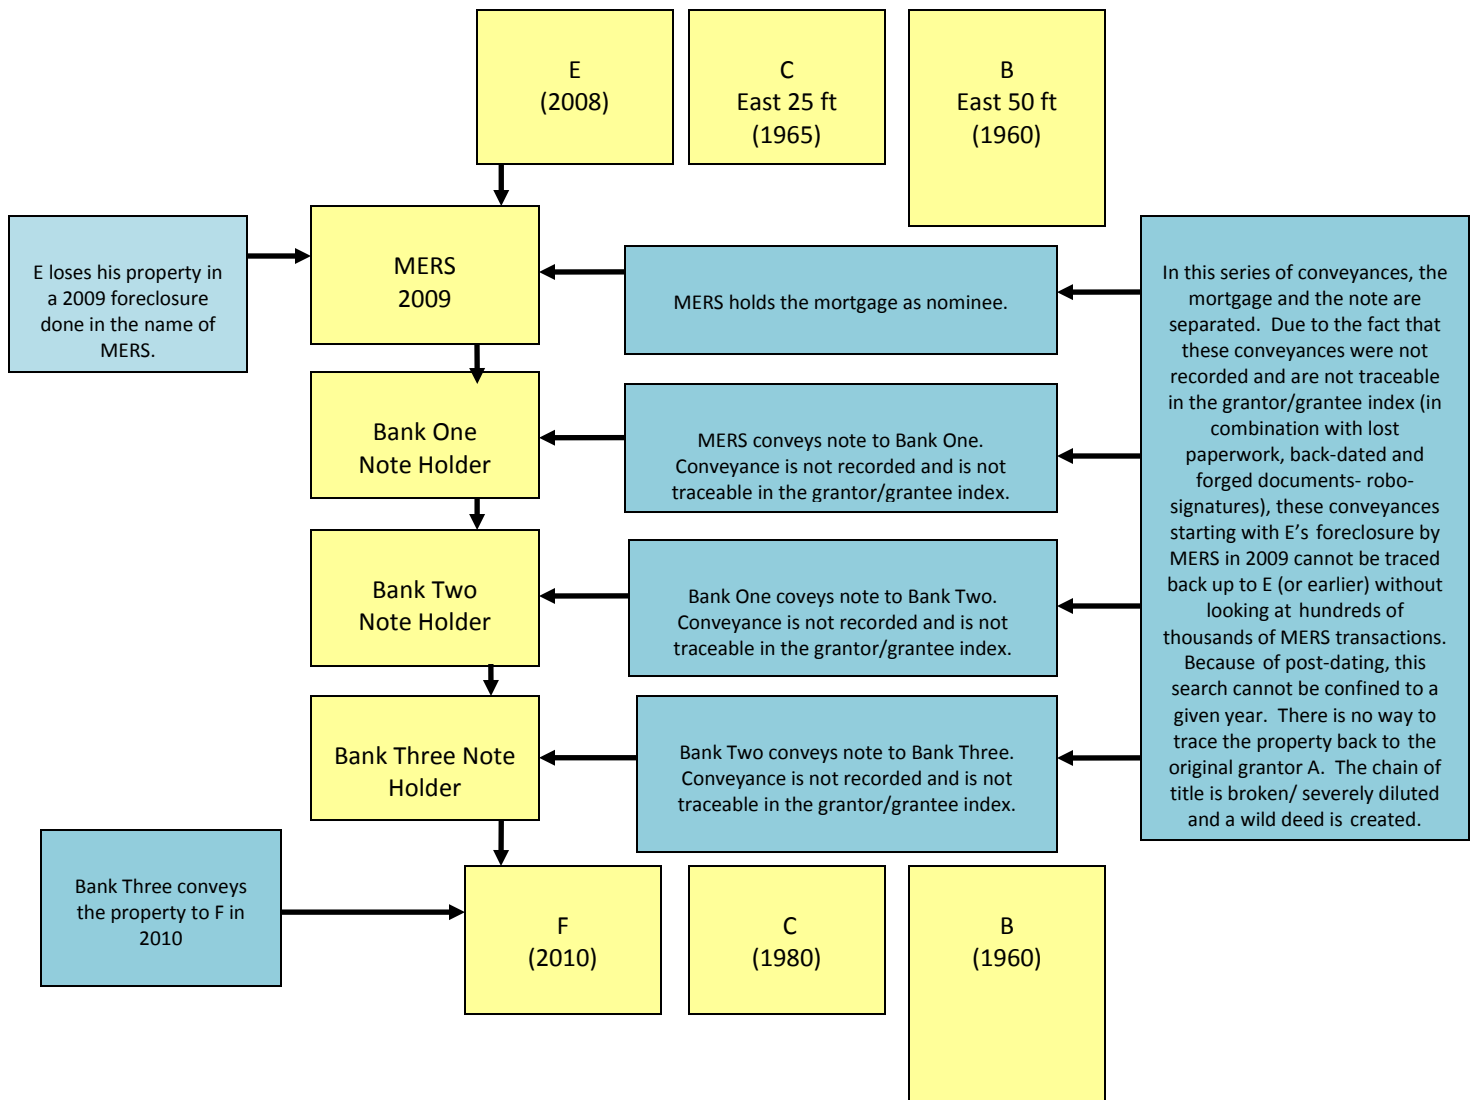 E
(2008)
C
East 25 ft
(1965)
B
East 50 ft
(1960)
E loses his property in
a 2009 foreclosure
done in the name of
MERS.
MERS
2009
MERS holds the mortgage as nominee.
In this series of conveyances, the
mortgage and the note are
separated.  Due to the fact that
these conveyances were not
recorded and are not traceable
in the grantor/grantee index (in
combination with lost
paperwork, back-dated and
forged documents- robo-
signatures), these conveyances
starting with E's foreclosure by
MERS in 2009 cannot be traced
back up to E (or earlier) without
looking at hundreds of
thousands of MERS transactions.
Because of post-dating, this
search cannot be confined to a
given year.  There is no way to
trace the property back to the
original grantor A.  The chain of
title is broken/ severely diluted
and a wild deed is created.
Bank One
Note Holder
MERS conveys note to Bank One.
Conveyance is not recorded and is not
traceable in the grantor/grantee index.
Bank Two
Note Holder
Bank One coveys note to Bank Two.
Conveyance is not recorded and is not
traceable in the grantor/grantee index.
Bank Three Note
Holder
Bank Two conveys note to Bank Three.
Conveyance is not recorded and is not
traceable in the grantor/grantee index.
Bank Three conveys
the property to F in
2010
F
(2010)
C
(1980)
B
(1960)